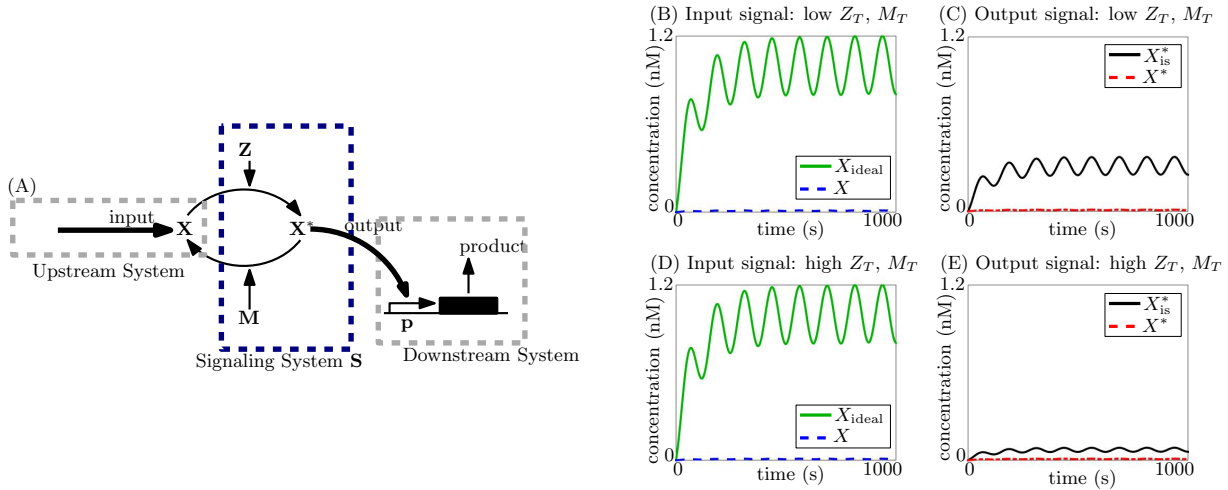 (A)
Z
input
X
X*
output
product
Upstream System
M
p
Signaling System S
Downstream System
(B) Input signal: low Z_T, M_T
1.2
concentration (nM)
X_ideal
X
0
0
1000
time (s)
(C) Output signal: low Z_T, M_T
1.2
concentration (nM)
X*_is
X*
0
0
1000
time (s)
(D) Input signal: high Z_T, M_T
1.2
concentration (nM)
X_ideal
X
0
0
1000
time (s)
(E) Output signal: high Z_T, M_T
1.2
concentration (nM)
X*_is
X*
0
0
1000
time (s)